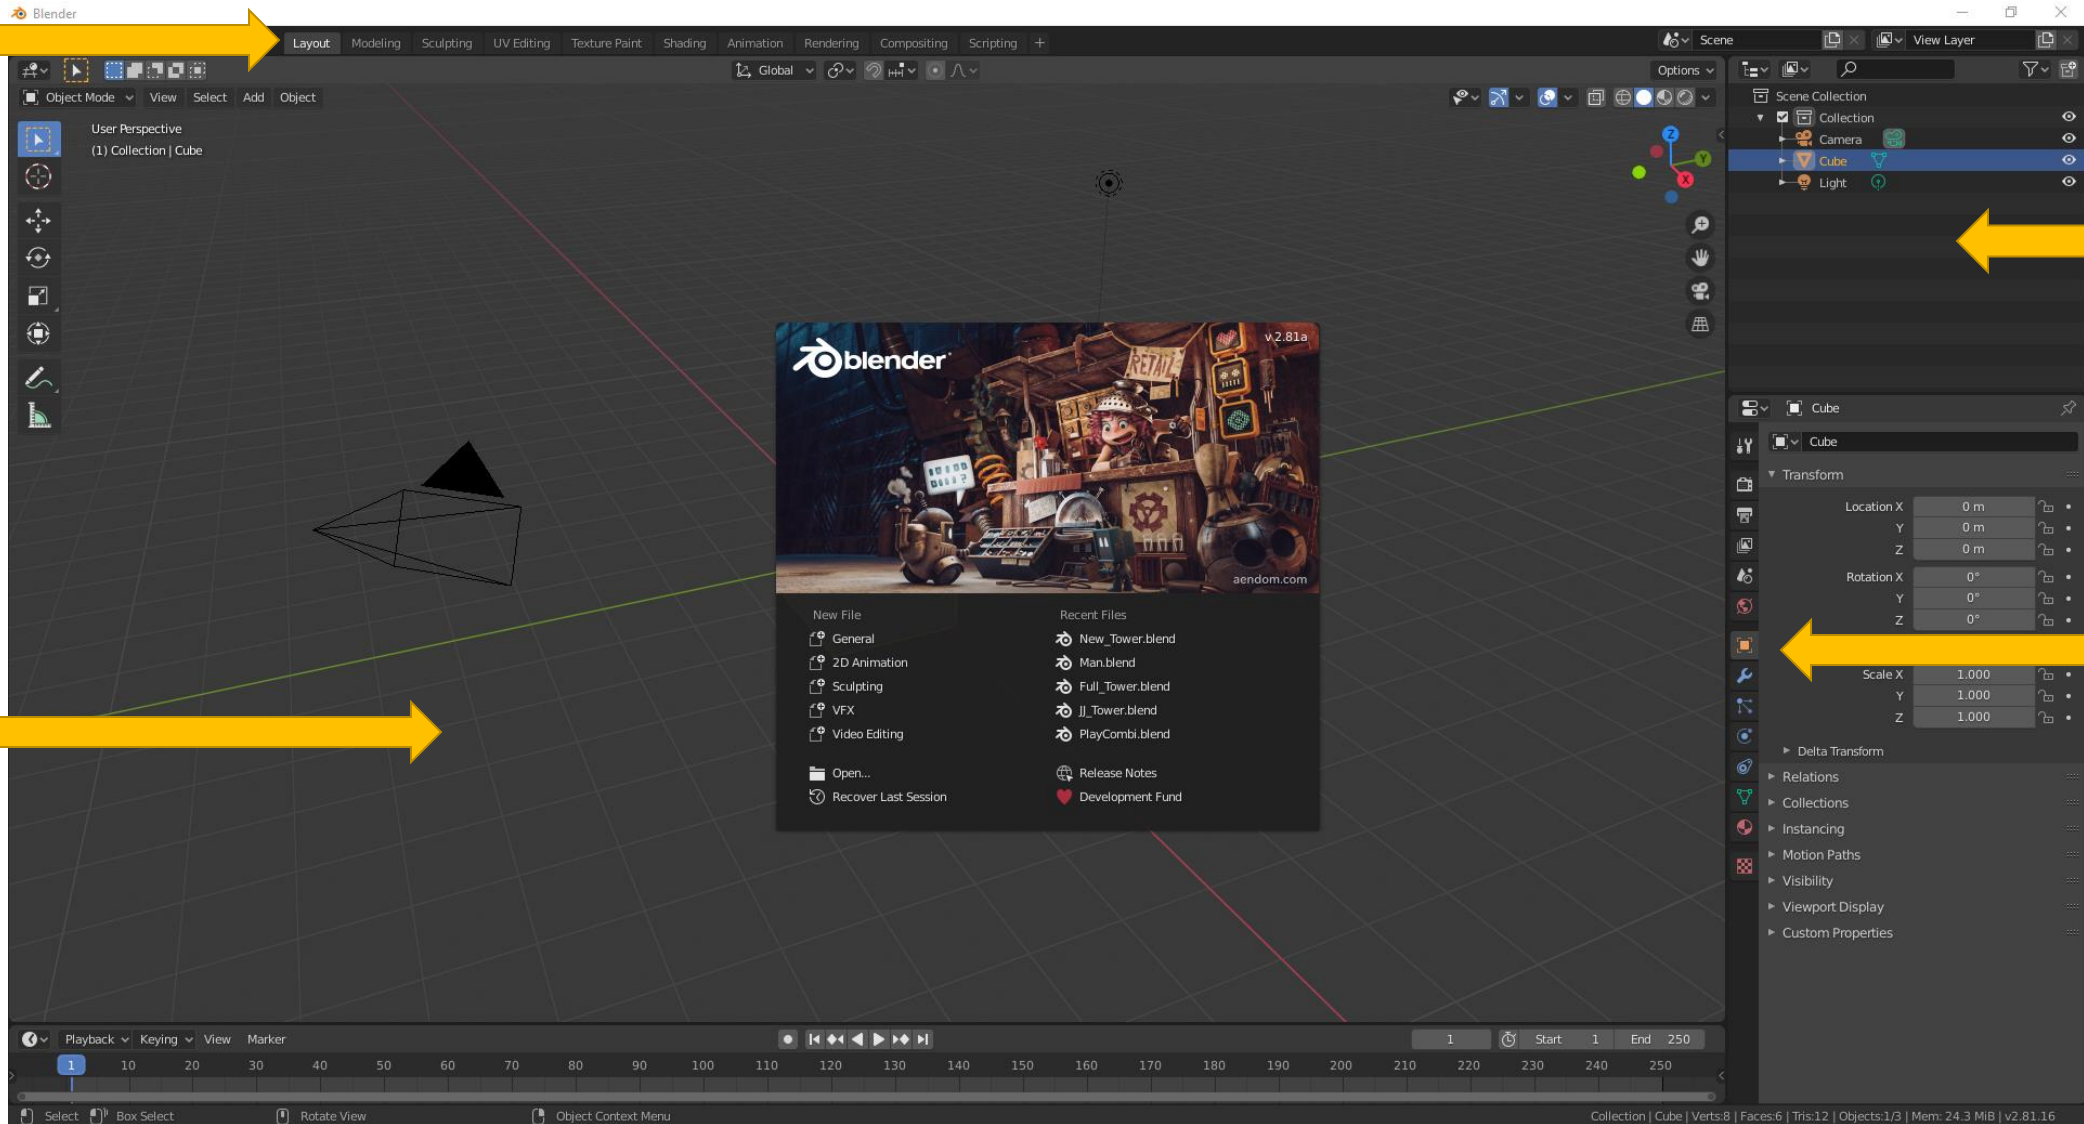 Blender
Layout Modeling Sculpting UV Editing Texture Paint Shading Animation Rendering Compositing Scripting +
Scene View Layer
Global
Options
Object Mode View Select Add Object
User Perspective
(1) Collection | Cube
Z
Y
X
Scene Collection
Collection
Camera
Cube
Light
blender
v 2.81a
RETAIL
aendom.com
New File
General
2D Animation
Sculpting
VFX
Video Editing
Open...
Recover Last Session
Recent Files
New_Tower.blend
Man.blend
Full_Tower.blend
JJ_Tower.blend
PlayCombi.blend
Release Notes
Development Fund
Cube
Cube
Transform
Location X 0 m
Y 0 m
Z 0 m
Rotation X 0°
Y 0°
Z 0°
Scale X 1.000
Y 1.000
Z 1.000
Delta Transform
Relations
Collections
Instancing
Motion Paths
Visibility
Viewport Display
Custom Properties
Playback Keying View Marker
1 Start 1 End 250
1 10 20 30 40 50 60 70 80 90 100 110 120 130 140 150 160 170 180 190 200 210 220 230 240 250
Select Box Select Rotate View Object Context Menu
Collection | Cube | Verts:8 | Faces:6 | Tris:12 | Objects:1/3 | Mem: 24.3 MiB | v2.81.16